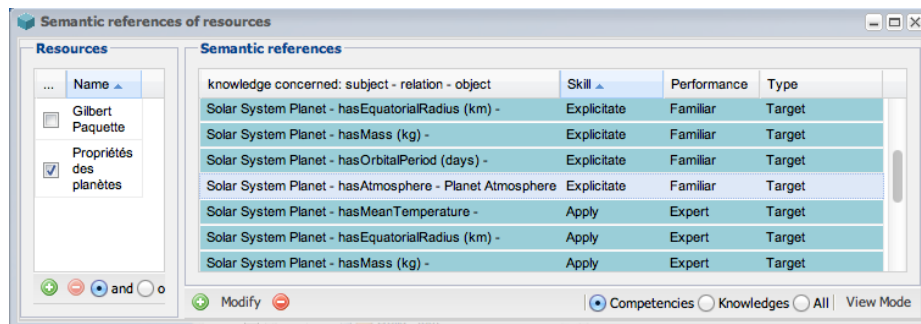 Semantic references of resources
Resources
... Name
Gilbert
Paquette
Propriétés
des
planètes
and o
Semantic references
knowledge concerned: subject - relation - object Skill Performance Type
Solar System Planet - hasEquatorialRadius (km) - Explicitate Familiar Target
Solar System Planet - hasMass (kg) - Explicitate Familiar Target
Solar System Planet - hasOrbitalPeriod (days) - Explicitate Familiar Target
Solar System Planet - hasAtmosphere - Planet Atmosphere Explicitate Familiar Target
Solar System Planet - hasMeanTemperature - Apply Expert Target
Solar System Planet - hasEquatorialRadius (km) - Apply Expert Target
Solar System Planet - hasMass (kg) - Apply Expert Target
Modify Competencies Knowledges All View Mode